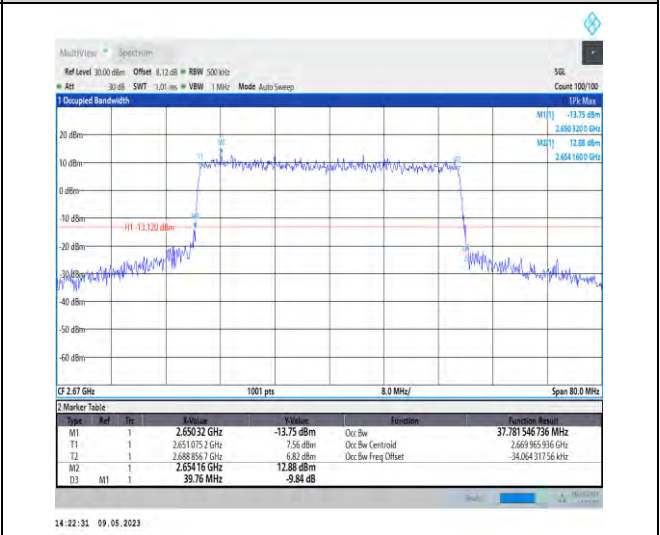 MultiView Spectrum
Ref Level 30.00 dBm Offset 8.12 dB RBW 500 kHz SGL
Att 30 dB SWT 1.01 ms VBW 1 MHz Mode Auto Sweep Count 100/100
1 Occupied Bandwidth 1Pk Max
M1[1] -13.75 dBm
2.650 3200 GHz
M2[1] 12.88 dBm
2.654 1600 GHz
20 dBm
M2
T1
10 dBm
0 dBm
-10 dBm
H1 -13.120 dBm
-20 dBm
-30 dBm
-40 dBm
-50 dBm
-60 dBm
CF 2.67 GHz 1001 pts 8.0 MHz/ Span 80.0 MHz
2 Marker Table
Type Ref Trc X-Value Y-Value Function Function Result
M1 1 2.65032 GHz -13.75 dBm Occ Bw 37.781 546 736 MHz
T1 1 2.651 075 2 GHz 7.56 dBm Occ Bw Centroid 2.669 965 936 GHz
T2 1 2.688 856 7 GHz 6.82 dBm Occ Bw Freq Offset -34.064 317 56 kHz
M2 1 2.654 16 GHz 12.88 dBm
D3 M1 1 39.76 MHz -9.84 dB
14:22:31 09.05.2023